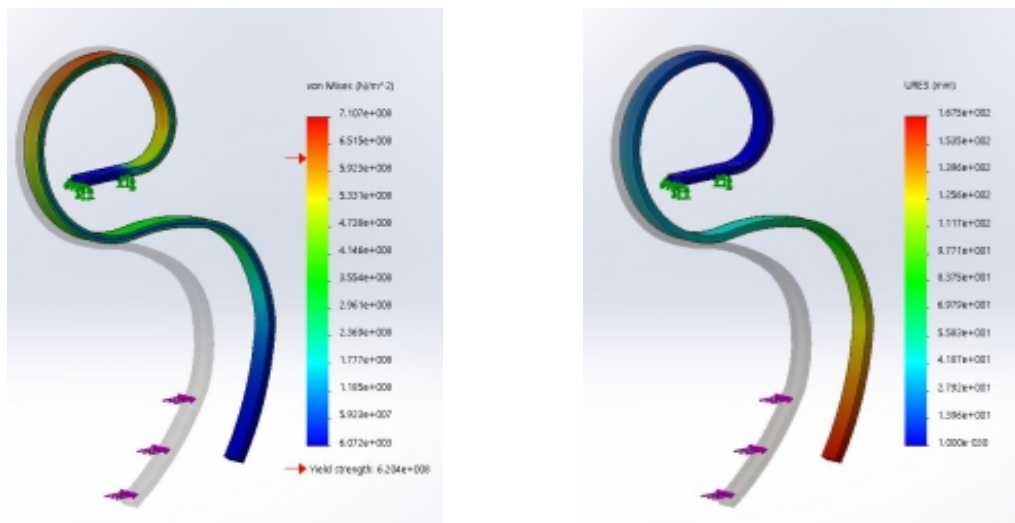 von Mises (N/m^2)
7.107e+008
6.515e+008
5.923e+008
5.331e+008
4.738e+008
4.146e+008
3.554e+008
2.961e+008
2.369e+008
1.777e+008
1.185e+008
5.923e+007
6.072e+003
Yield strength: 6.204e+008
URES (mm)
1.675e+002
1.535e+002
1.396e+002
1.256e+002
1.117e+002
9.771e+001
8.375e+001
6.979e+001
5.583e+001
4.187e+001
2.792e+001
1.396e+001
1.000e-030